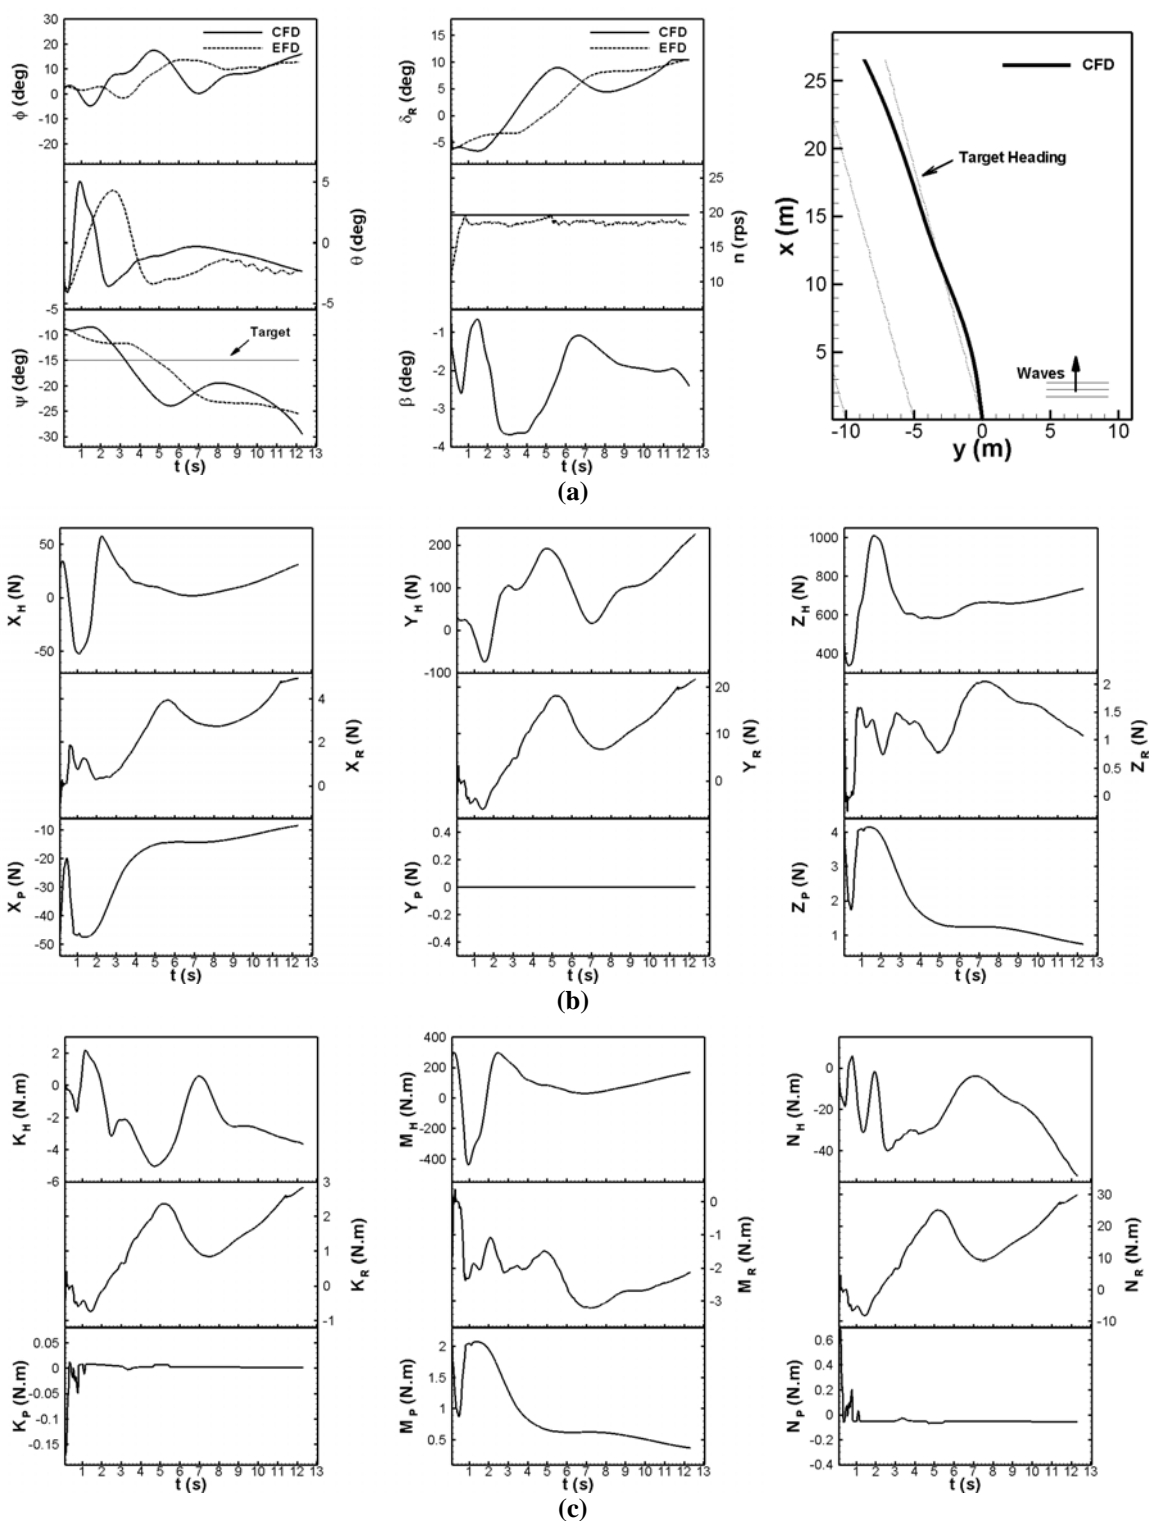 30
20
10
0
-10
-20
ϕ (deg)
CFD
EFD
5
0
-5
θ (deg)
-5
-10
-15
-20
-25
-30
ψ (deg)
Target
1 2 3 4 5 6 7 8 9 10 11 12 13
t (s)
15
10
5
0
-5
δR (deg)
CFD
EFD
25
20
15
10
n (rps)
-1
-2
-3
-4
β (deg)
1 2 3 4 5 6 7 8 9 10 11 12 13
t (s)
25
20
15
10
5
x (m)
CFD
Target Heading
Waves
-10 -5 0 5 10
y (m)
(a)
50
0
-50
XH (N)
4
2
0
XR (N)
-10
-20
-30
-40
-50
XP (N)
1 2 3 4 5 6 7 8 9 10 11 12 13
t (s)
200
100
0
-100
YH (N)
20
10
0
YR (N)
0.4
0.2
0
-0.2
-0.4
YP (N)
1 2 3 4 5 6 7 8 9 10 11 12 13
t (s)
1000
800
600
400
ZH (N)
2
1.5
1
0.5
0
ZR (N)
4
3
2
1
ZP (N)
1 2 3 4 5 6 7 8 9 10 11 12 13
t (s)
(b)
2
0
-2
-4
-6
KH (N.m)
3
2
1
0
-1
KR (N.m)
0.05
0
-0.05
-0.1
-0.15
KP (N.m)
1 2 3 4 5 6 7 8 9 10 11 12 13
t (s)
400
200
0
-200
-400
MH (N.m)
0
-1
-2
-3
MR (N.m)
2
1.5
1
0.5
MP (N.m)
1 2 3 4 5 6 7 8 9 10 11 12 13
t (s)
0
-20
-40
NH (N.m)
30
20
10
0
-10
NR (N.m)
0.6
0.4
0.2
0
-0.2
-0.4
NP (N.m)
1 2 3 4 5 6 7 8 9 10 11 12 13
t (s)
(c)